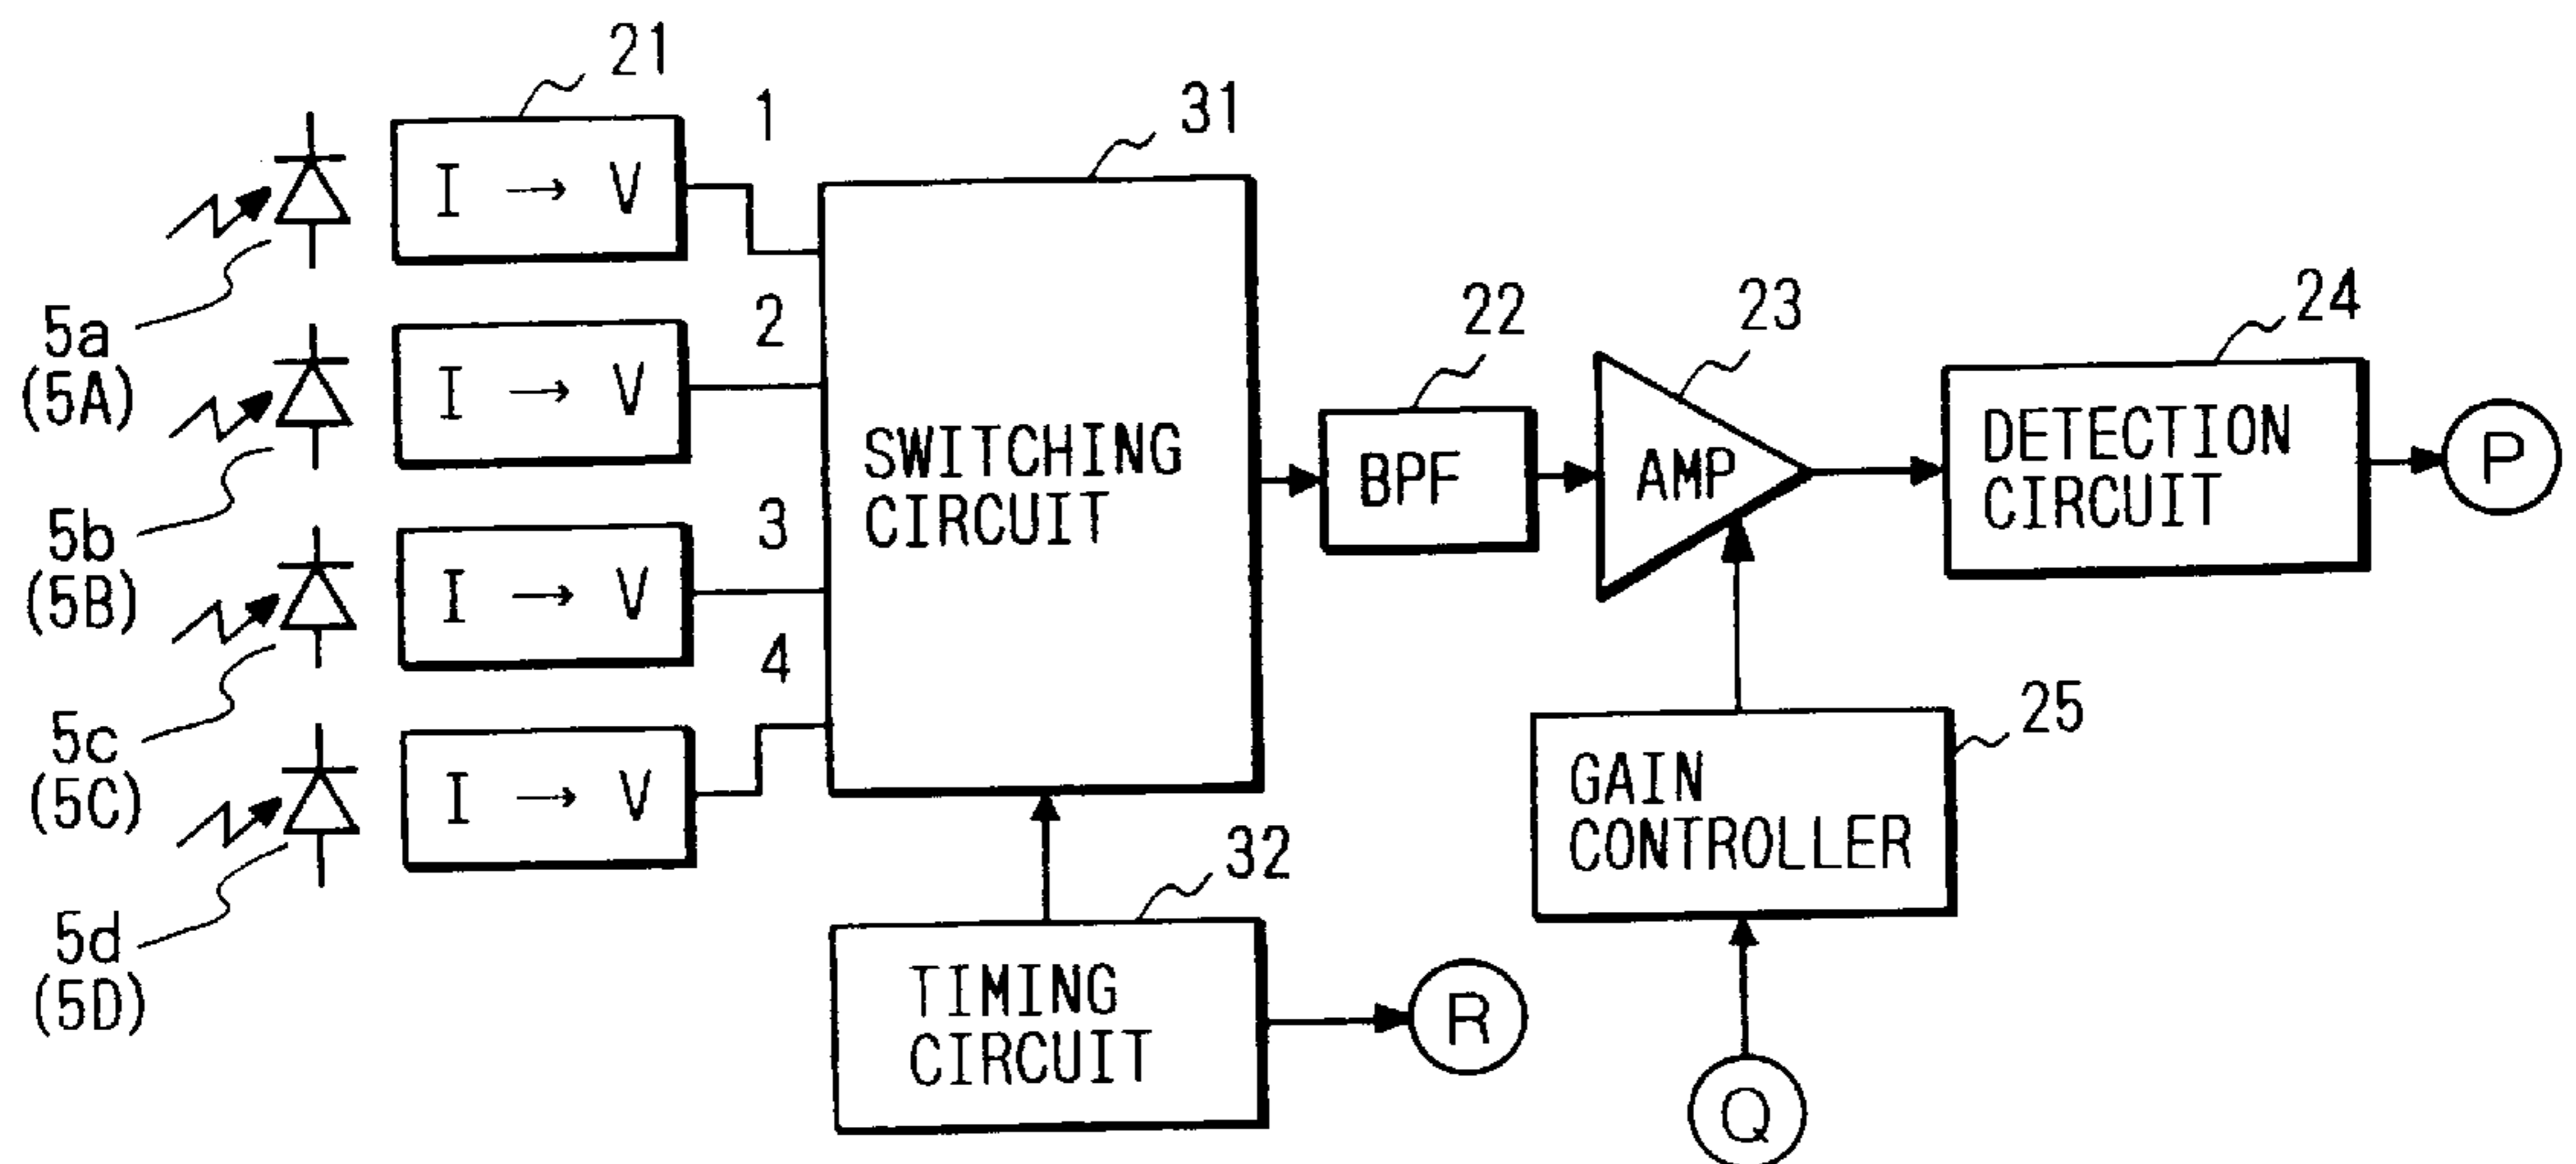 21
1
31
I → V
5a
(5A)
2
I → V
22
23
24
5b
(5B)
SWITCHING
CIRCUIT
BPF
AMP
DETECTION
CIRCUIT
P
3
I → V
5c
(5C)
4
I → V
25
GAIN
CONTROLLER
5d
(5D)
32
TIMING
CIRCUIT
R
Q